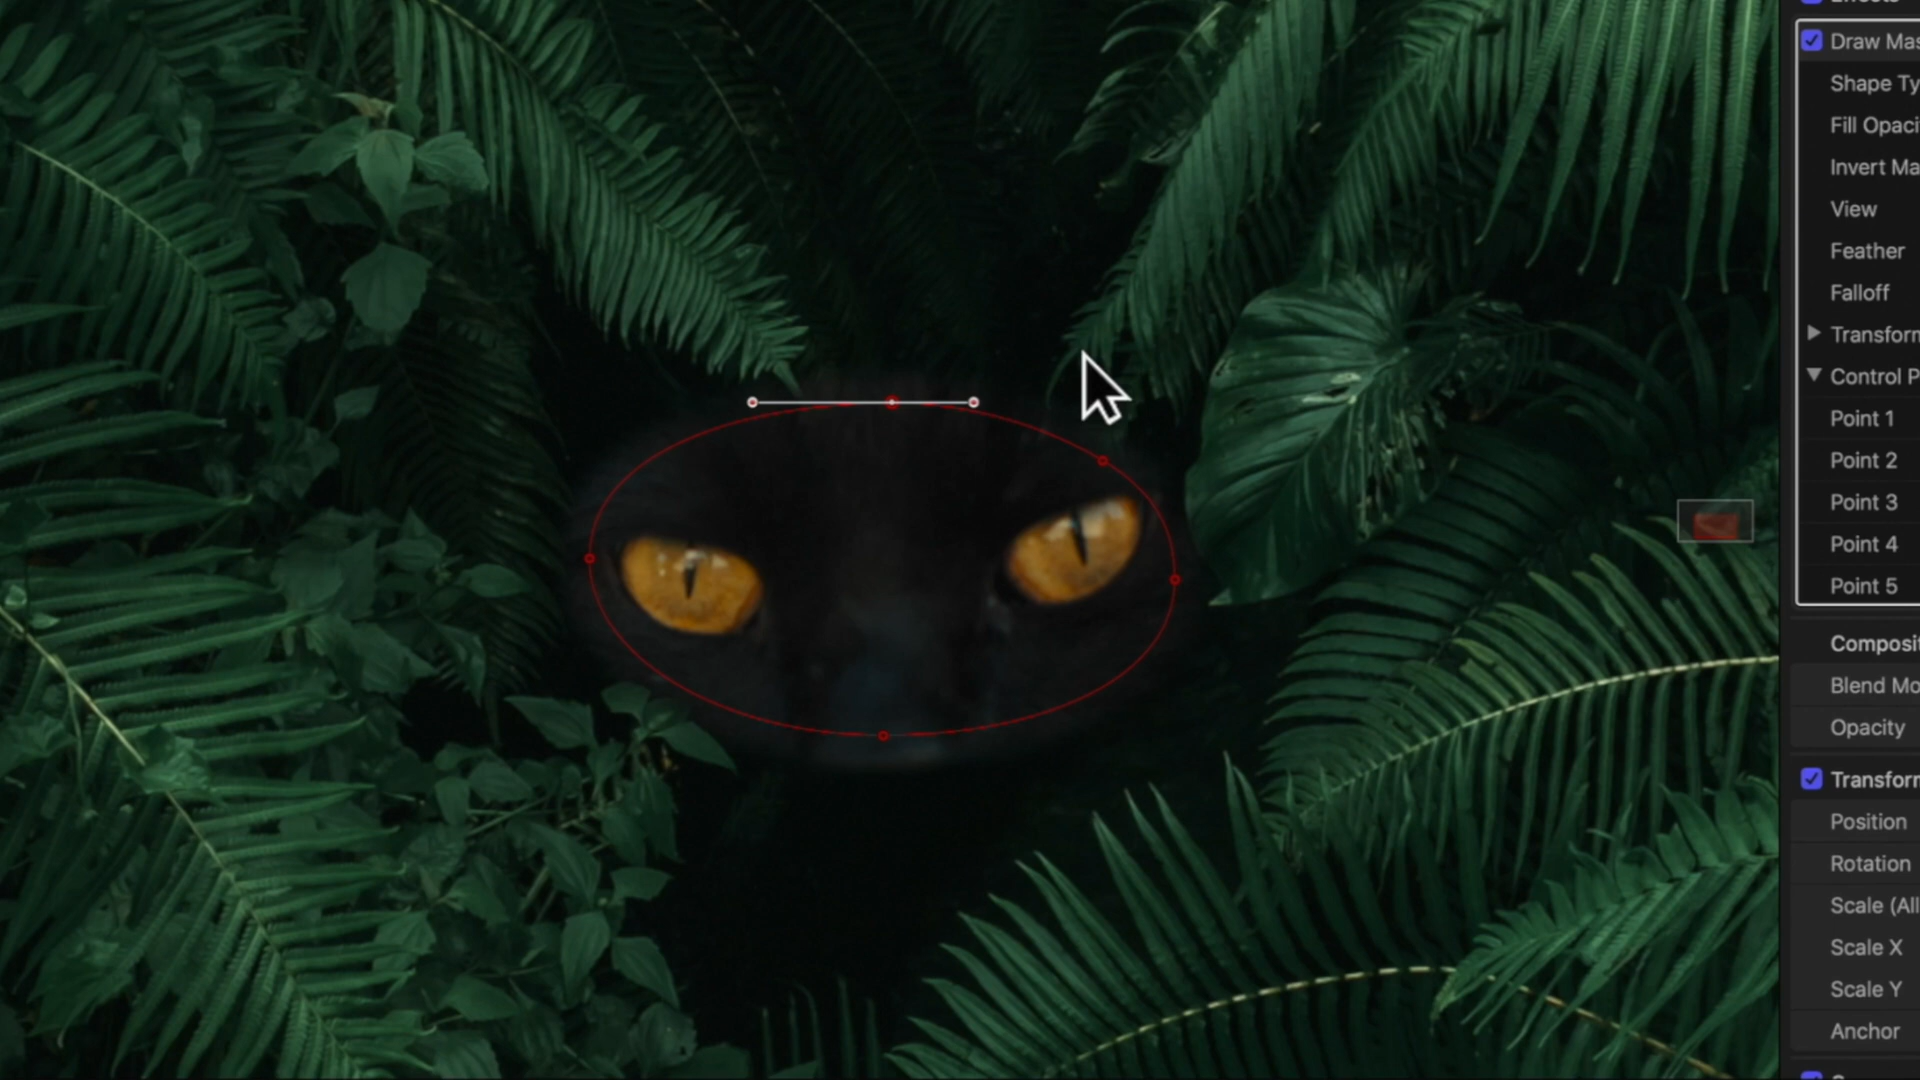 Draw Mas
Shape Ty
Fill Opaci
Invert Ma
View
Feather
Falloff
Transform
Control P
Point 1
Point 2
Point 3
Point 4
Point 5
Composit
Blend Mo
Opacity
Transform
Position
Rotation
Scale (All
Scale X
Scale Y
Anchor